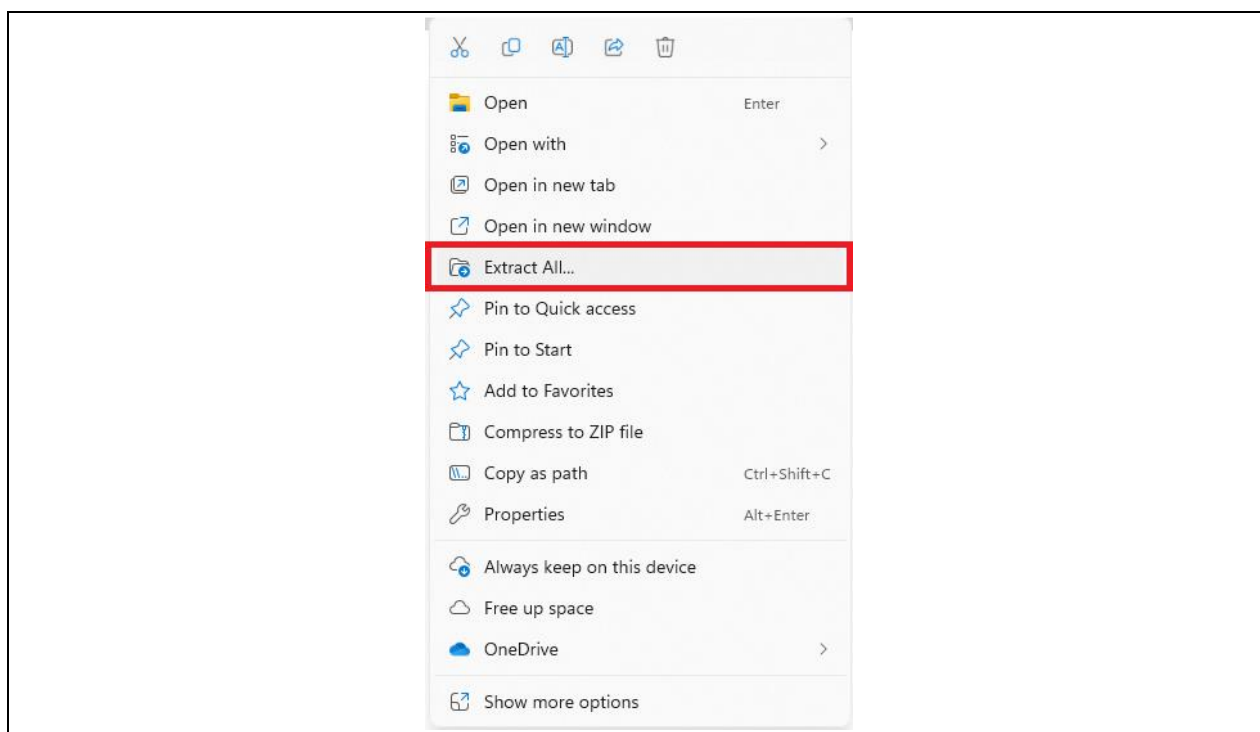 Open Enter
Open with
Open in new tab
Open in new window
Extract All...
Pin to Quick access
Pin to Start
Add to Favorites
Compress to ZIP file
Copy as path Ctrl+Shift+C
Properties Alt+Enter
Always keep on this device
Free up space
OneDrive
Show more options